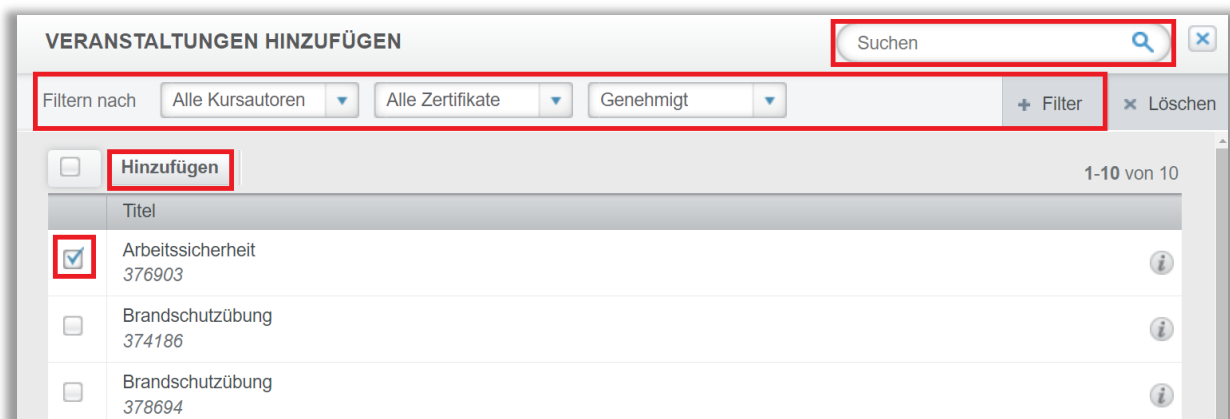 VERANSTALTUNGEN HINZUFÜGEN
Suchen
Filtern nach Alle Kursautoren Alle Zertifikate Genehmigt + Filter × Löschen
Hinzufügen 1-10 von 10
Titel
Arbeitssicherheit
376903
Brandschutzübung
374186
Brandschutzübung
378694